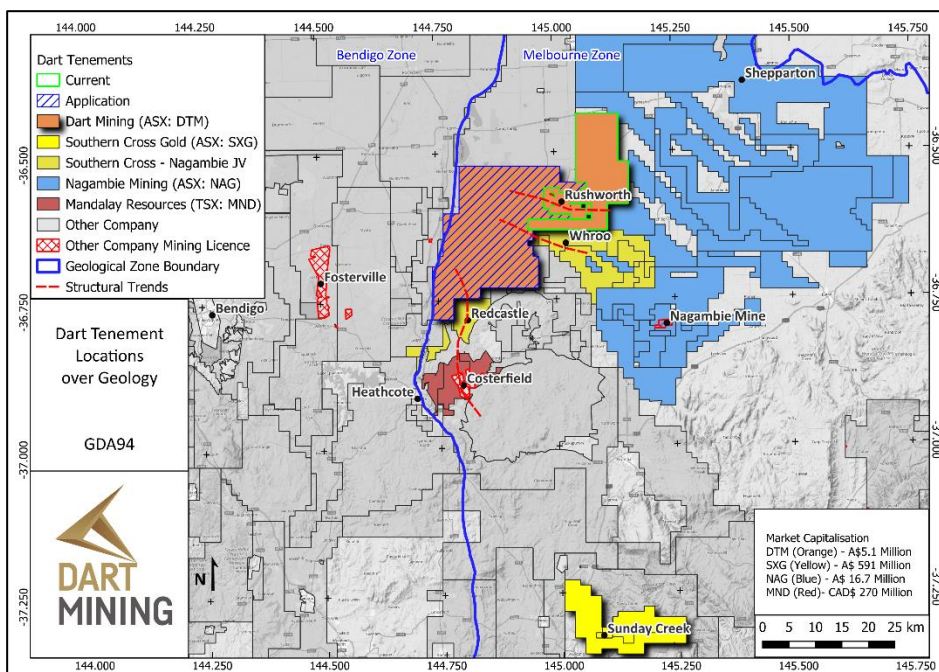 144.000 144.250 144.500 144.750 145.000 145.250 145.500 145.750
Dart Tenements
Current
Application
Dart Mining (ASX: DTM)
Southern Cross Gold (ASX: SXG)
Southern Cross - Nagambie JV
Nagambie Mining (ASX: NAG)
Mandalay Resources (TSX: MND)
Other Company
Other Company Mining Licence
Geological Zone Boundary
Structural Trends
Bendigo Zone
Melbourne Zone
Shepparton
-36.500
-36.500
Rushworth
Whroo
Fosterville
Bendigo
-36.750
-36.750
Redcastle
Nagambie Mine
Costerfield
Heathcote
Dart Tenement
Locations
over Geology
GDA94
-37.000
-37.000
DART
MINING
N
Market Capitalisation
DTM (Orange) - A$5.1 Million
SXG (Yellow) - A$ 591 Million
NAG (Blue) - A$ 16.7 Million
MND (Red)- CAD$ 270 Million
-37.250
-37.250
Sunday Creek
0 5 10 15 20 25 km
144.000 144.250 144.500 144.750 145.000 145.250 145.500 145.750